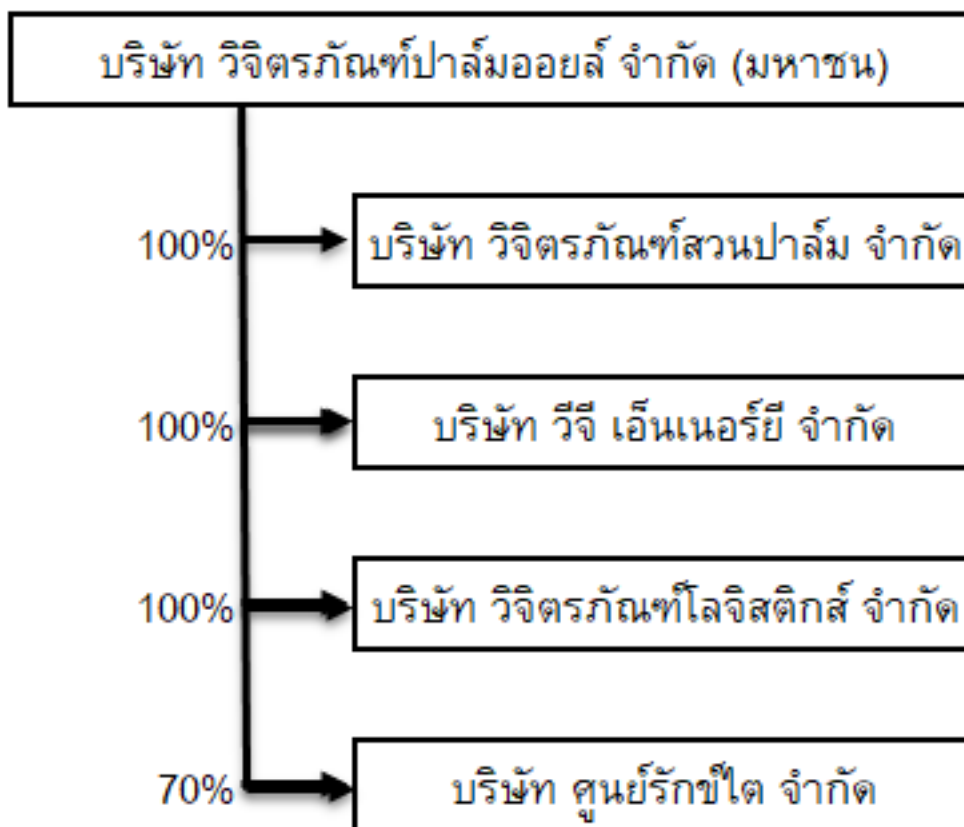 บริษัท วิจิตรภัณฑ์ปาล์มออยล์ จำกัด (มหาชน)
100% บริษัท วิจิตรภัณฑ์สวนปาล์ม จำกัด
100% บริษัท วีจี เอ็นเนอร์ยี จำกัด
100% บริษัท วิจิตรภัณฑ์โลจิสติกส์ จำกัด
70% บริษัท ศูนย์รักษ์ไต จำกัด